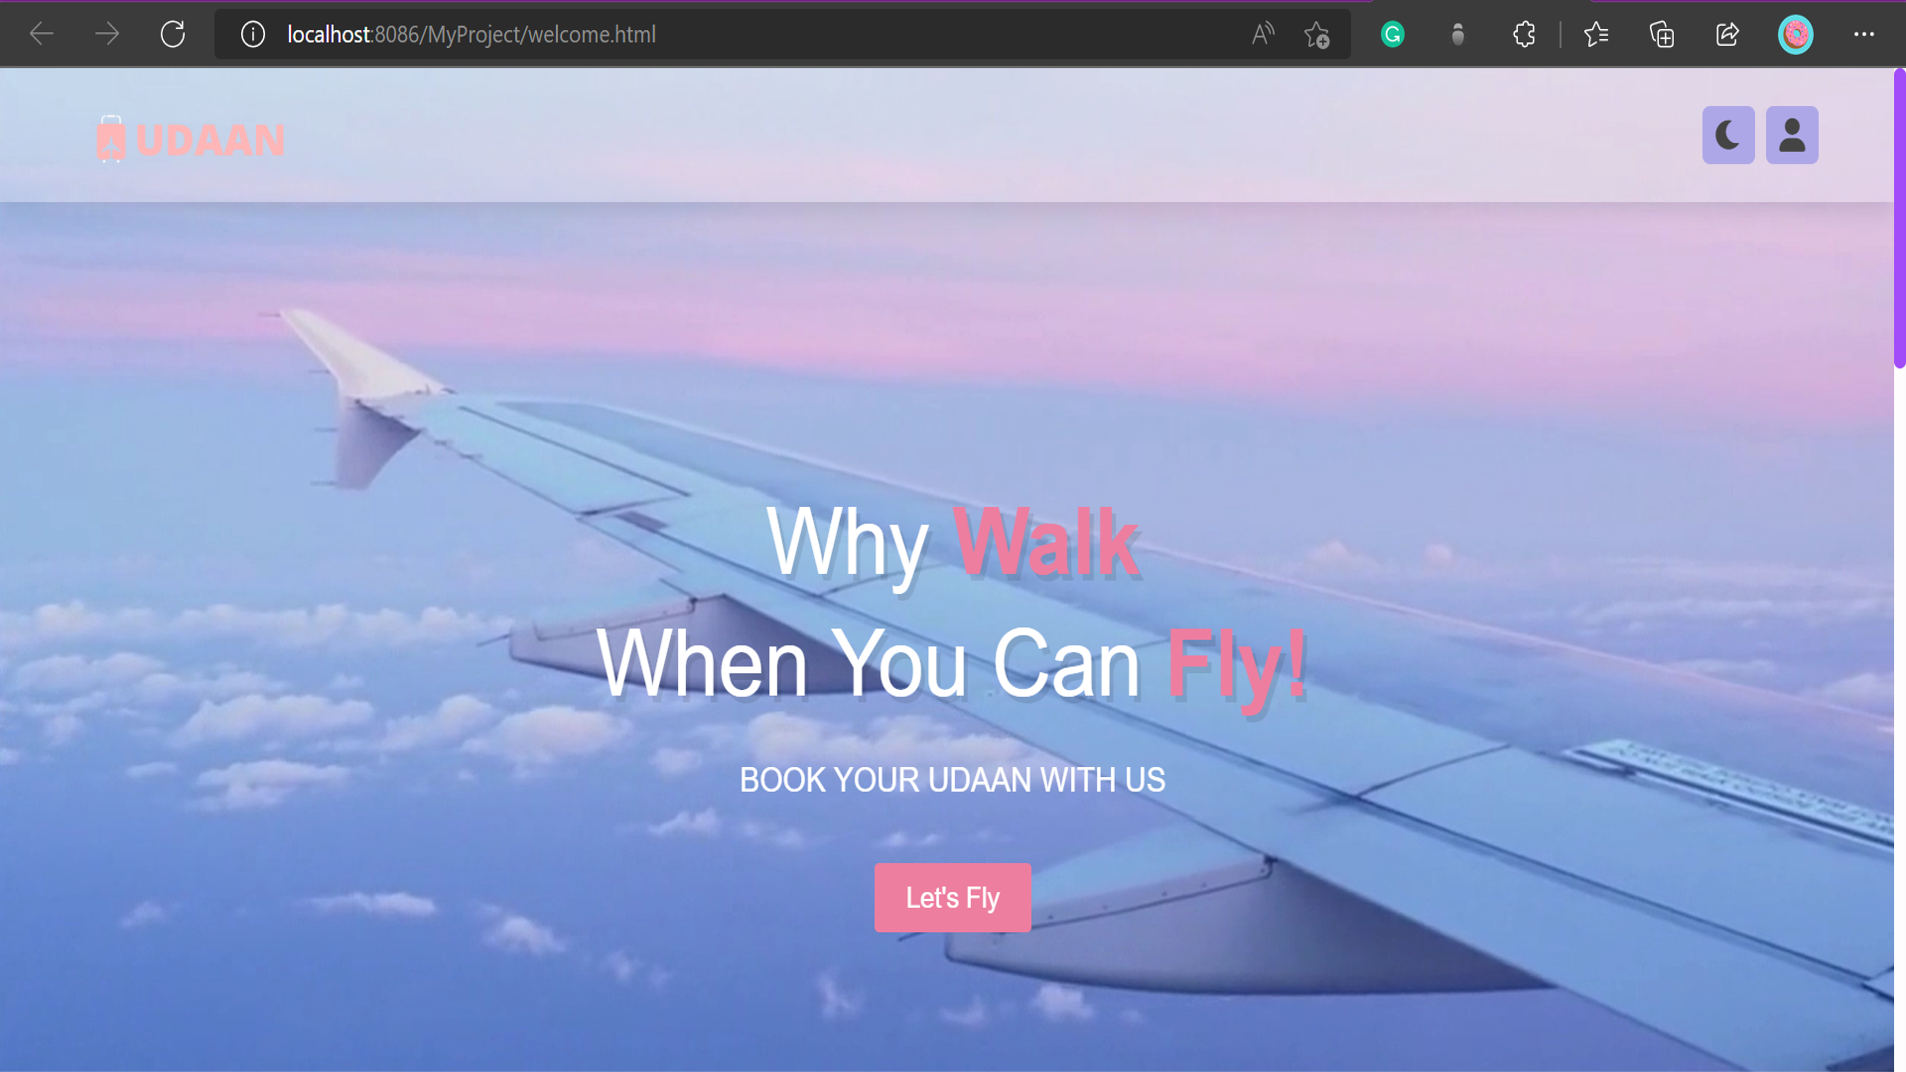 localhost:8086/MyProject/welcome.html
UDAAN
Why Walk
When You Can Fly!
BOOK YOUR UDAAN WITH US
Let's Fly